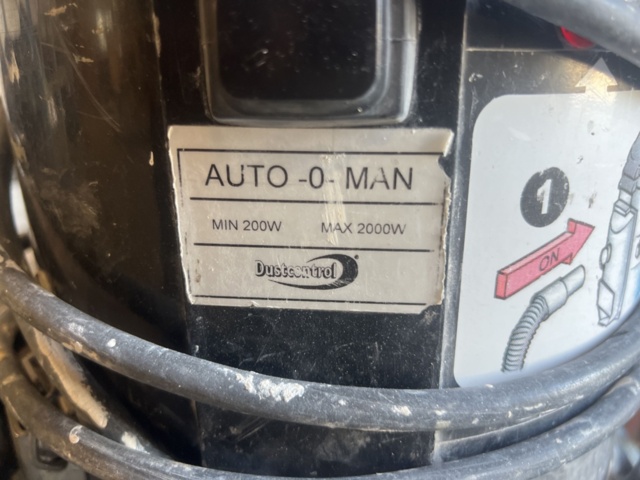 AUTO -0- MAN
MIN 200W MAX 2000W
Dustcontrol
1
ON